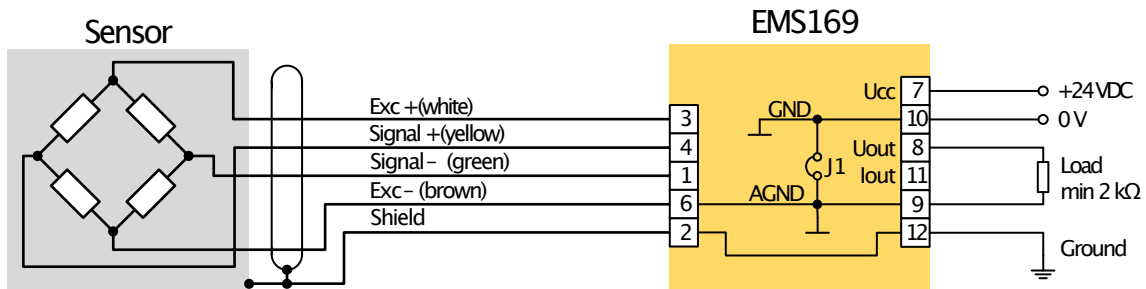 Sensor
EMS169
Exc +(white)
Signal +(yellow)
Signal – (green)
Exc – (brown)
Shield
3
4
1
6
2
GND
J1
AGND
Ucc
Uout
Iout
7
10
8
11
9
12
+24 VDC
0 V
Load
min 2 kΩ
Ground